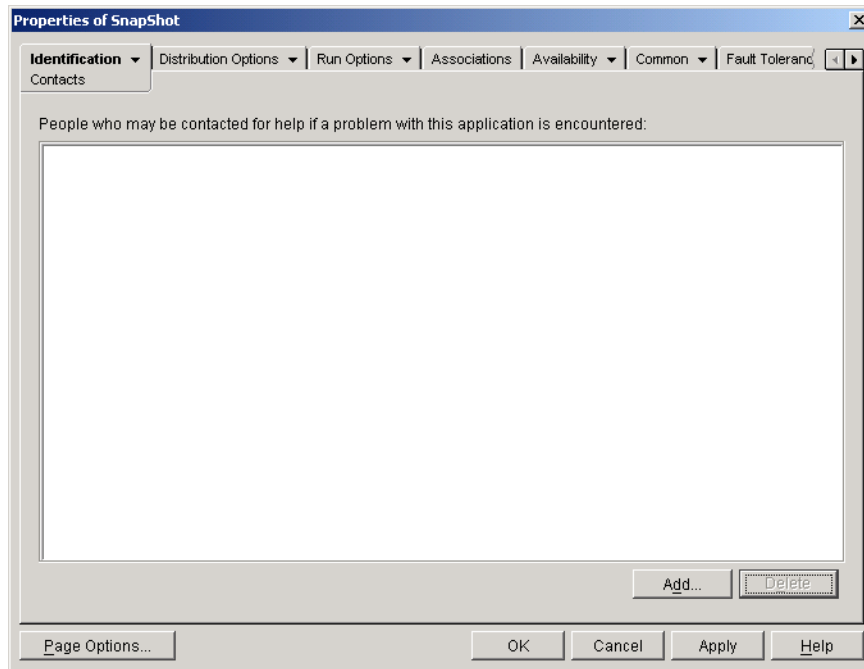 Properties of SnapShot
Identification Distribution Options Run Options Associations Availability Common Fault Toleranc
Contacts
People who may be contacted for help if a problem with this application is encountered:
Add... Delete
Page Options... OK Cancel Apply Help